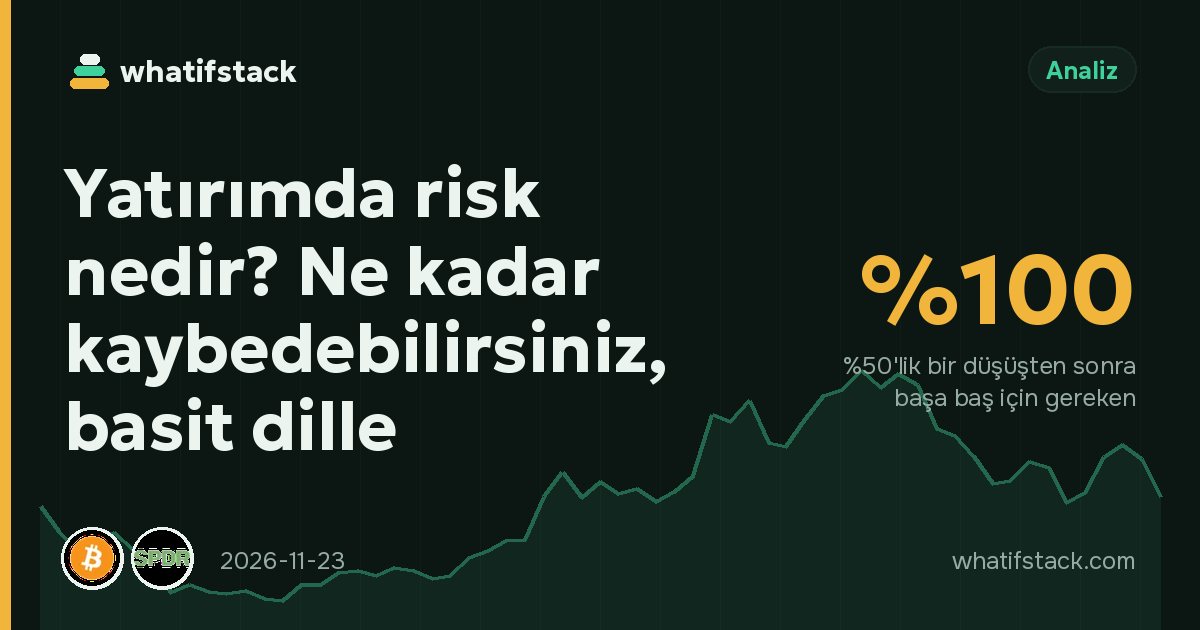 whatifstack
Analiz
Yatırımda risk
nedir? Ne kadar
kaybedebilirsiniz,
basit dille
%100
%50'lik bir düşüşten sonra
başa baş için gereken
SPDR
2026-11-23
whatifstack.com